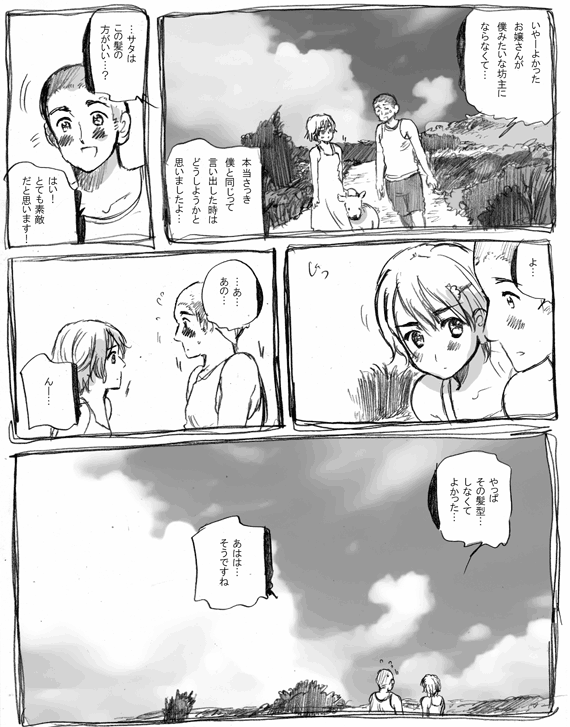 いやーよかった
お嬢さんが
僕みたいな坊主に
ならなくて…
本当さっき
僕と同じって
言い出した時は
どうしようかと
思いましたよ…
…サタは
この髪の
方がいい…?
はい!
とても素敵
だと思います!
よ…
じっ
…あ…
あの…
ん!…
やっぱ
その髪型…
しなくて
よかった…
あはは…
そうですね